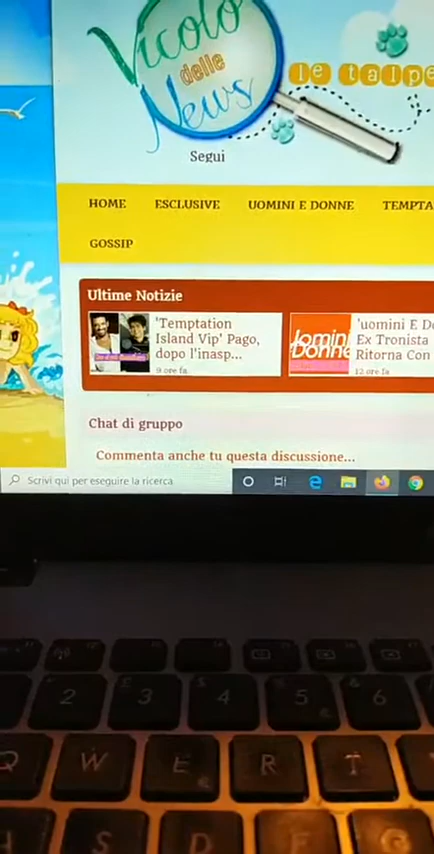 Vicolo
delle
News
le talpe
Segui
HOME ESCLUSIVE UOMINI E DONNE TEMPTA
GOSSIP
Ultime Notizie
'Temptation
Island Vip' Pago,
dopo l'inasp...
9 ore fa
Uomini
Donne
'uomini E Do
Ex Tronista
Ritorna Con
12 ore fa
Chat di gruppo
Commenta anche tu questa discussione...
Scrivi qui per eseguire la ricerca
2 3 4 5 6
Q W E R T
S D F G